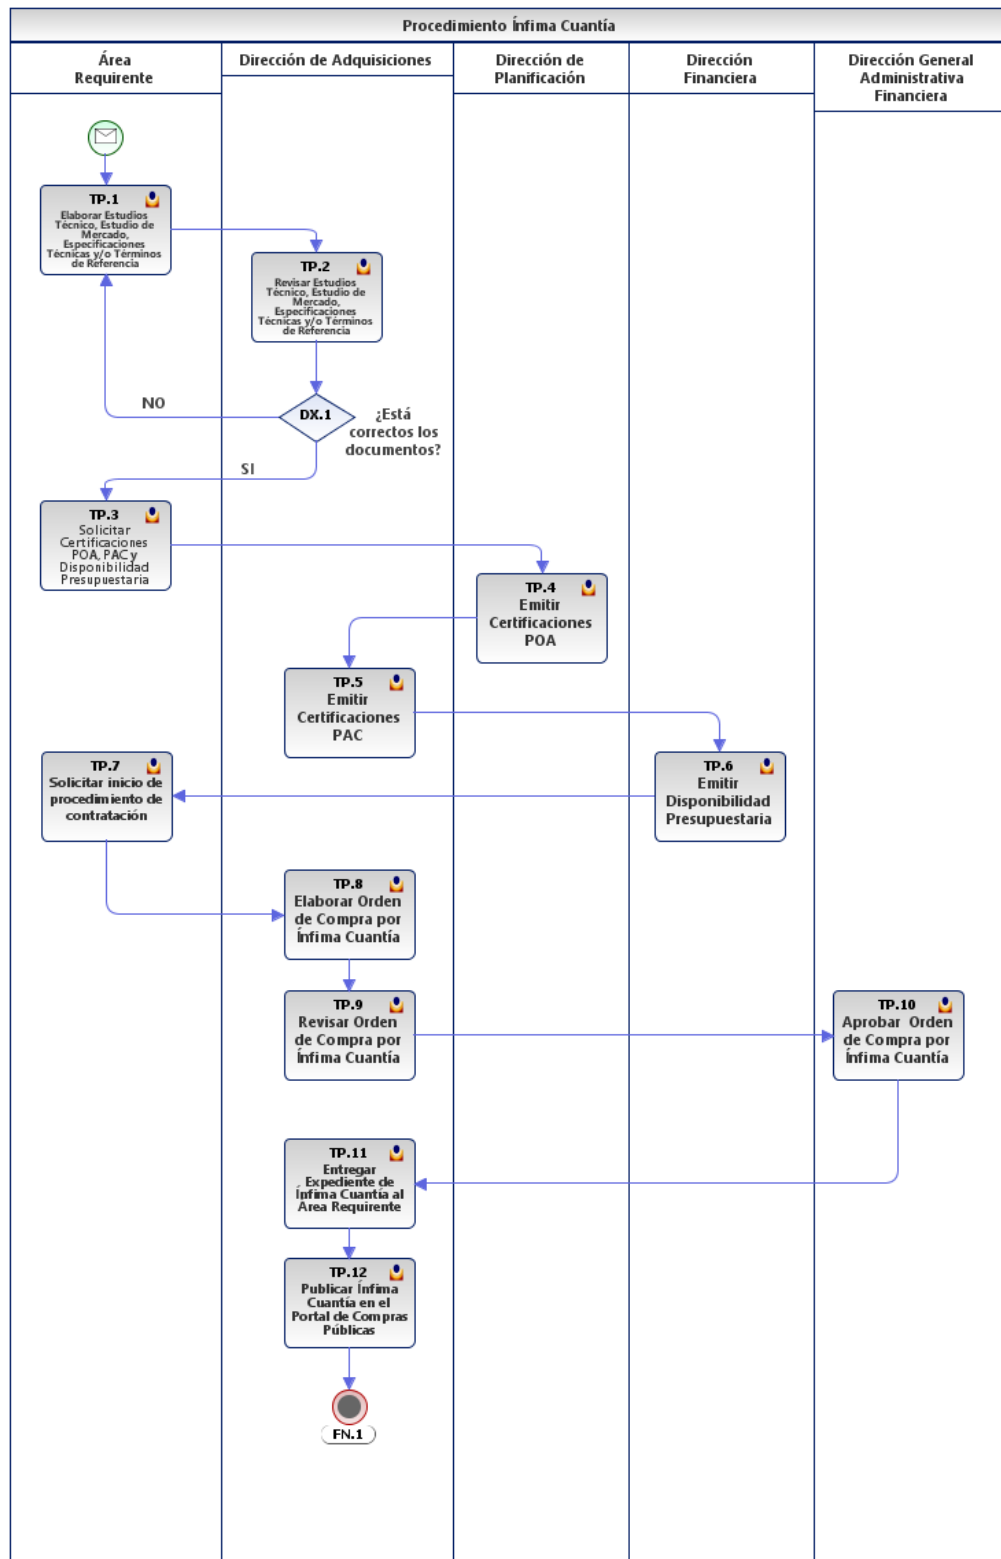 Procedimiento Ínfima Cuantía
Área
Requirente
Dirección de Adquisiciones
Dirección de
Planificación
Dirección
Financiera
Dirección General
Administrativa
Financiera
TP.1
Elaborar Estudios
Técnico, Estudio de
Mercado,
Especificaciones
Técnicas y/o Términos
de Referencia
TP.2
Revisar Estudios
Técnico, Estudio de
Mercado,
Especificaciones
Técnicas y/o Términos
de Referencia
NO
DX.1
¿Está
correctos los
documentos?
SI
TP.3
Solicitar
Certificaciones
POA, PAC y
Disponibilidad
Presupuestaria
TP.4
Emitir
Certificaciones
POA
TP.5
Emitir
Certificaciones
PAC
TP.7
Solicitar inicio de
procedimiento de
contratación
TP.6
Emitir
Disponibilidad
Presupuestaria
TP.8
Elaborar Orden
de Compra por
Ínfima Cuantía
TP.9
Revisar Orden
de Compra por
Ínfima Cuantía
TP.10
Aprobar Orden
de Compra por
Ínfima Cuantía
TP.11
Entregar
Expediente de
Ínfima Cuantía al
Área Requirente
TP.12
Publicar Ínfima
Cuantía en el
Portal de Compras
Públicas
FN.1